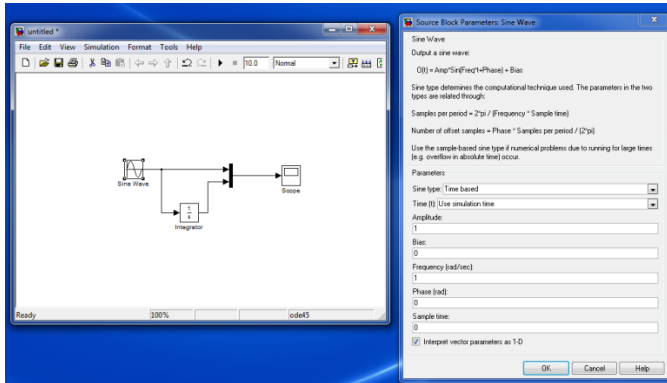 untitled *
File Edit View Simulation Format Tools Help
10.0 Normal
Sine Wave
1
s
Integrator
Scope
Ready 100% ode45
Source Block Parameters: Sine Wave
Sine Wave
Output a sine wave:
O(t) = Amp*Sin(Freq*t+Phase) + Bias
Sine type determines the computational technique used. The parameters in the two
types are related through:
Samples per period = 2*pi / (Frequency * Sample time)
Number of offset samples = Phase * Samples per period / (2*pi)
Use the sample-based sine type if numerical problems due to running for large times
(e.g. overflow in absolute time) occur.
Parameters
Sine type: Time based
Time (t): Use simulation time
Amplitude:
1
Bias:
0
Frequency (rad/sec):
1
Phase (rad):
0
Sample time:
0
Interpret vector parameters as 1-D
OK Cancel Help